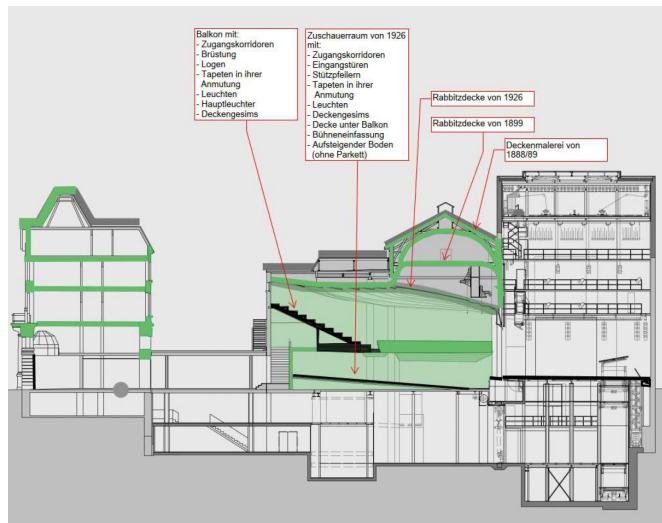 Balkon mit:
- Zugangskorridoren
- Brüstung
- Logen
- Tapeten in ihrer
Anmutung
- Leuchten
- Hauptleuchter
- Deckengesims
Zuschauerraum von 1926
mit:
- Zugangskorridoren
- Eingangstüren
- Stützpfeilern
- Tapeten in ihrer
Anmutung
- Leuchten
- Deckengesims
- Decke unter Balkon
- Bühneneinfassung
- Aufsteigender Boden
(ohne Parkett)
Rabbitzdecke von 1926
Rabbitzdecke von 1899
Deckenmalerei von
1888/89